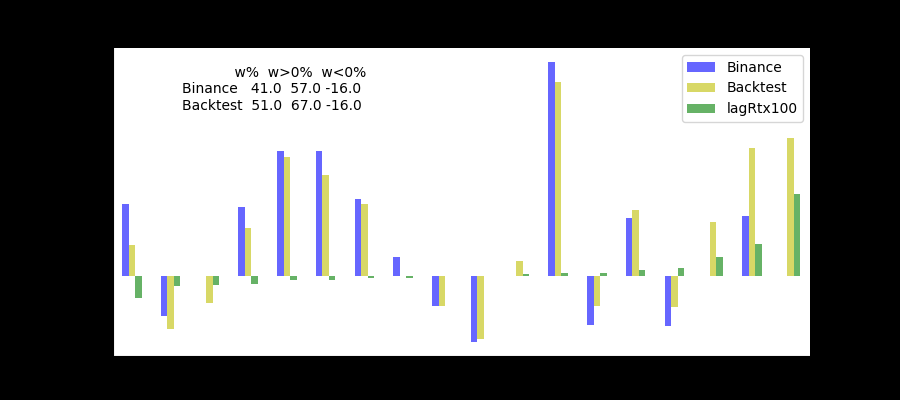 w% w>0% w<0%
Binance 41.0 57.0 -16.0
Backtest 51.0 67.0 -16.0
Binance
Backtest
lagRtx100